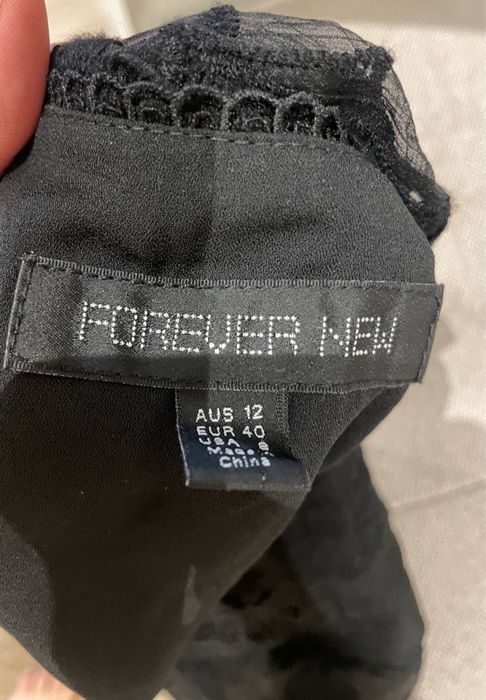 FOREVER NEW
AUS 12
EUR 40
USA 8
Made in
China